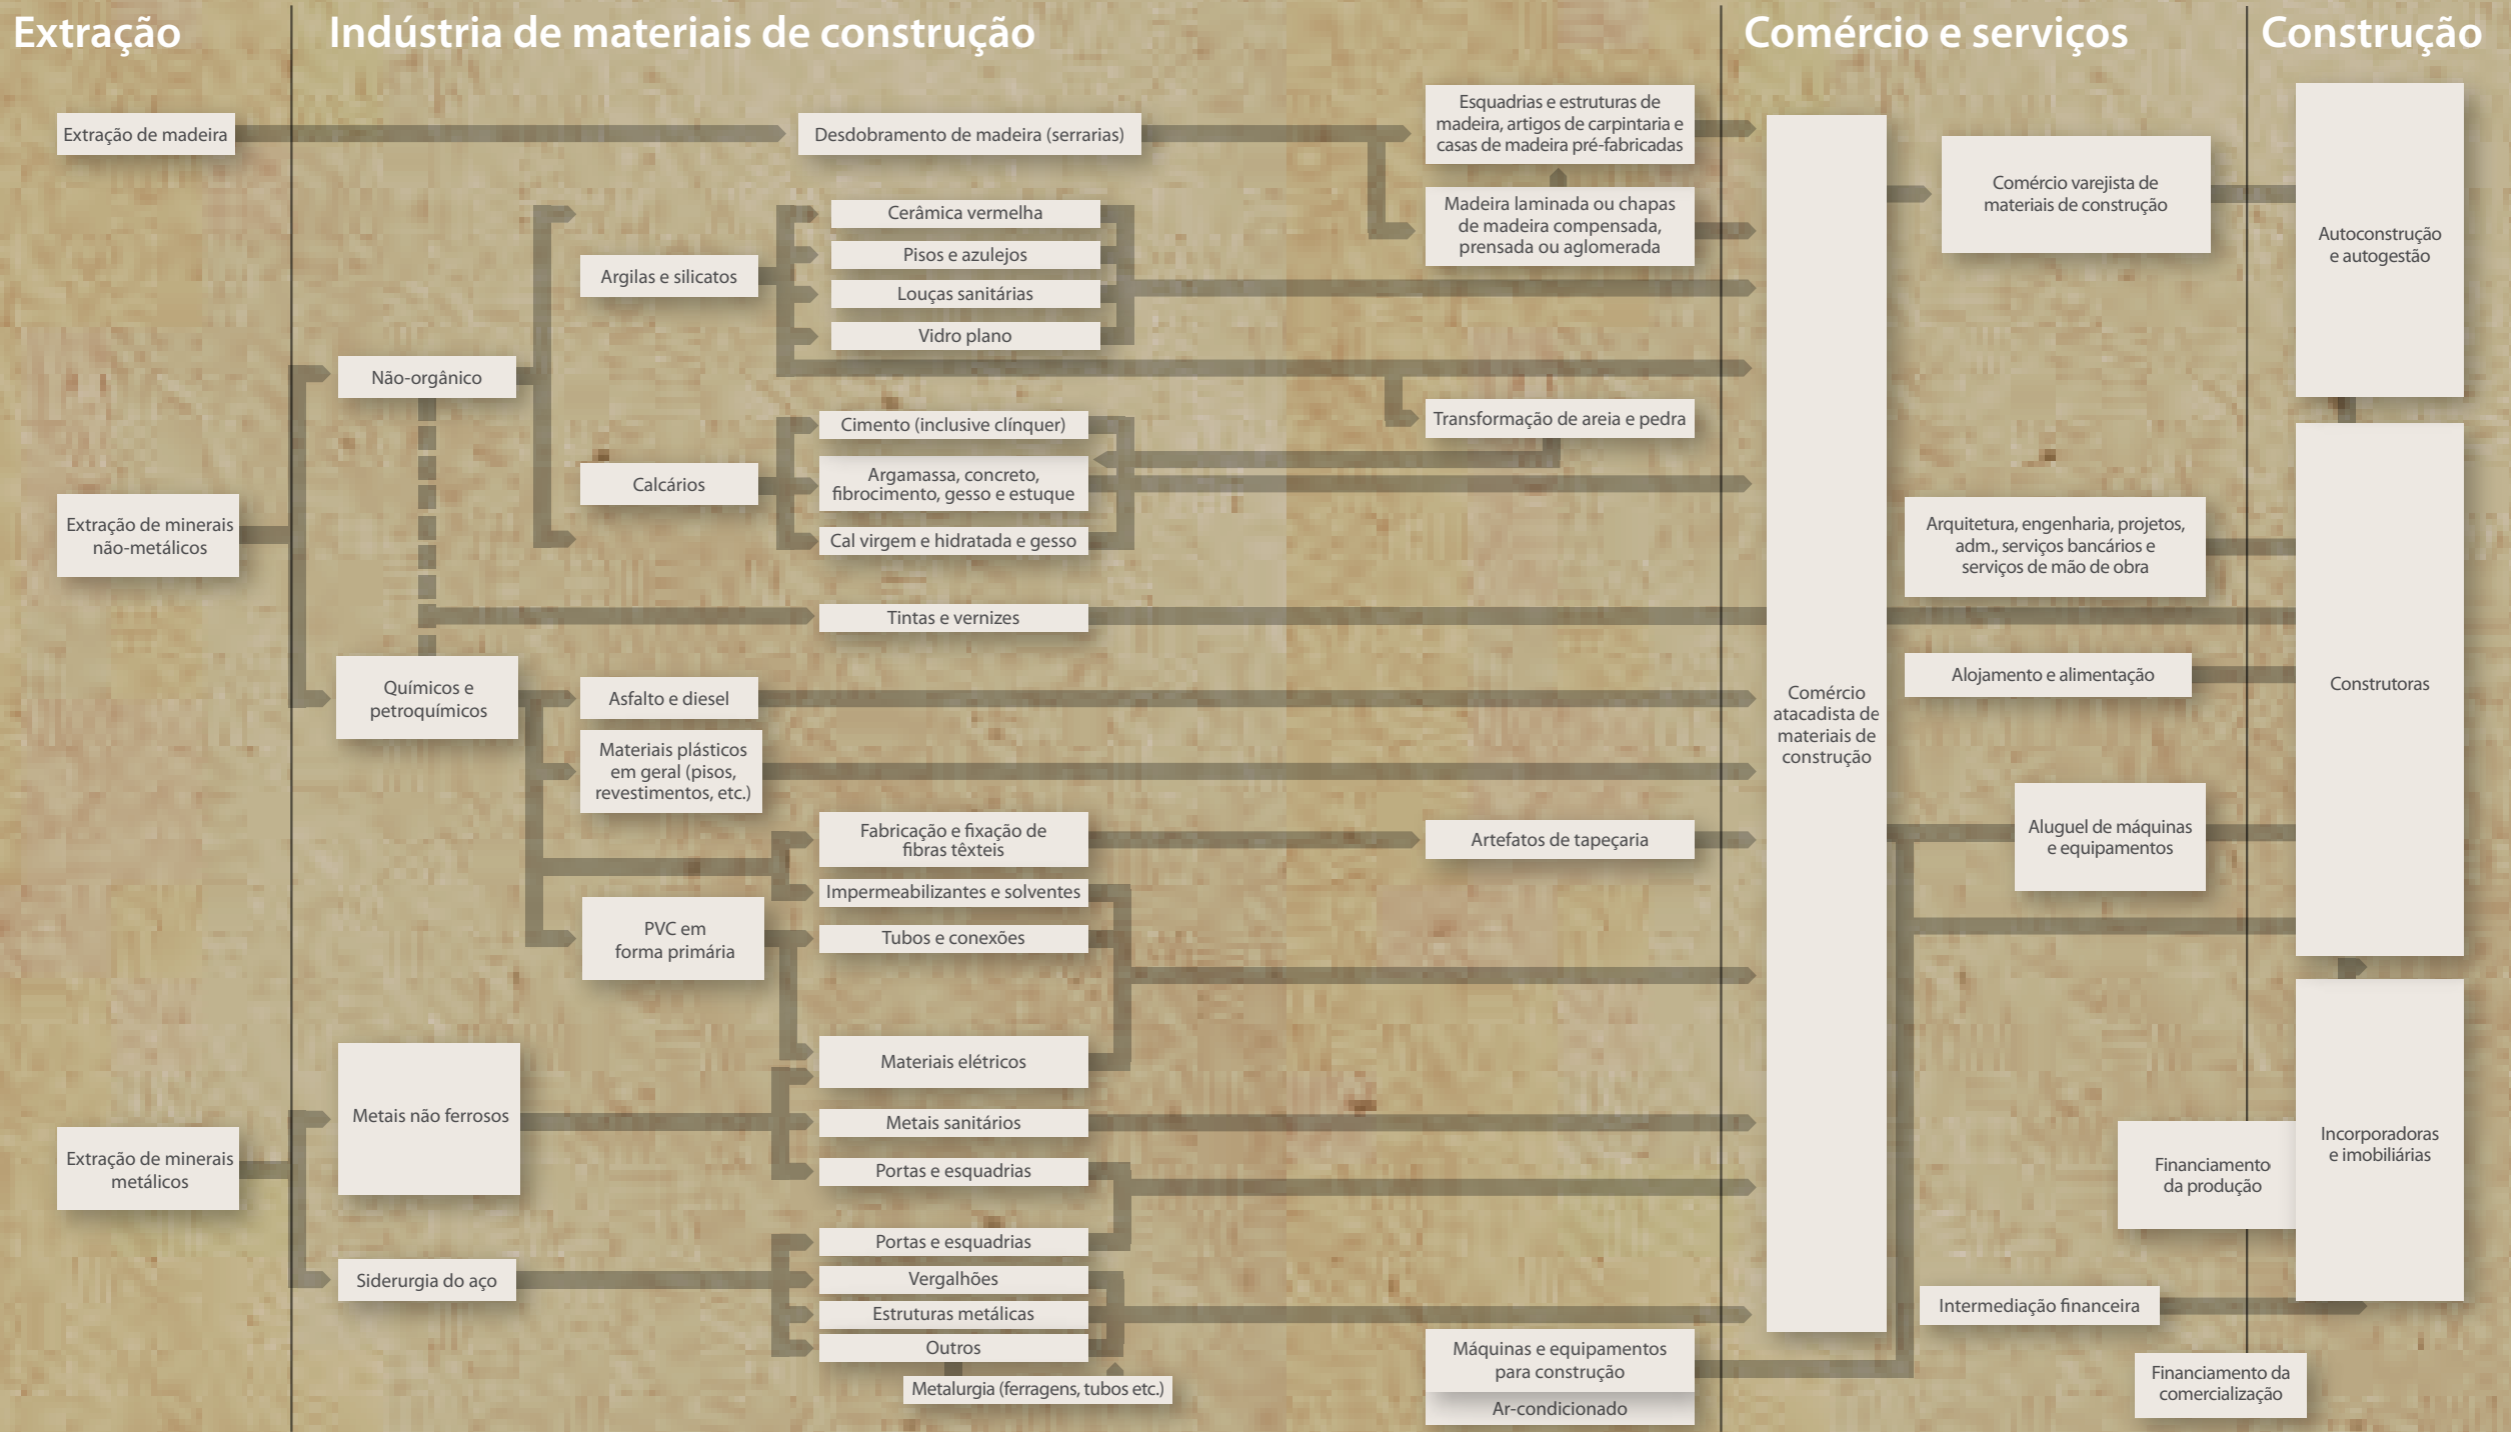 Extração
Indústria de materiais de construção
Comércio e serviços
Construção
Extração de madeira
Extração de minerais
não-metálicos
Extração de minerais
metálicos
Não-orgânico
Químicos e
petroquímicos
Metais não ferrosos
Siderurgia do aço
Argilas e silicatos
Calcários
Asfalto e diesel
Materiais plásticos
em geral (pisos,
revestimentos, etc.)
PVC em
forma primária
Desdobramento de madeira (serrarias)
Cerâmica vermelha
Pisos e azulejos
Louças sanitárias
Vidro plano
Cimento (inclusive clínquer)
Argamassa, concreto,
fibrocimento, gesso e estuque
Cal virgem e hidratada e gesso
Tintas e vernizes
Fabricação e fixação de
fibras têxteis
Impermeabilizantes e solventes
Tubos e conexões
Materiais elétricos
Metais sanitários
Portas e esquadrias
Portas e esquadrias
Vergalhões
Estruturas metálicas
Outros
Metalurgia (ferragens, tubos etc.)
Esquadrias e estruturas de
madeira, artigos de carpintaria e
casas de madeira pré-fabricadas
Madeira laminada ou chapas
de madeira compensada,
prensada ou aglomerada
Transformação de areia e pedra
Artefatos de tapeçaria
Máquinas e equipamentos
para construção
Ar-condicionado
Comércio
atacadista de
materiais de
construção
Comércio varejista de
materiais de construção
Arquitetura, engenharia, projetos,
adm., serviços bancários e
serviços de mão de obra
Alojamento e alimentação
Aluguel de máquinas
e equipamentos
Financiamento
da produção
Intermediação financeira
Financiamento da
comercialização
Autoconstrução
e autogestão
Construtoras
Incorporadoras
e imobiliárias